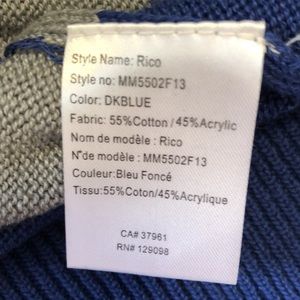 Style Name: Rico
Style no: MM5502F13
Color: DKBLUE
Fabric: 55%Cotton / 45%Acrylic
Nom de modèle : Rico
N°de modèle : MM5502F13
Couleur:Bleu Foncé
Tissu:55%Coton/45%Acrylique
CA# 37961
RN# 129098